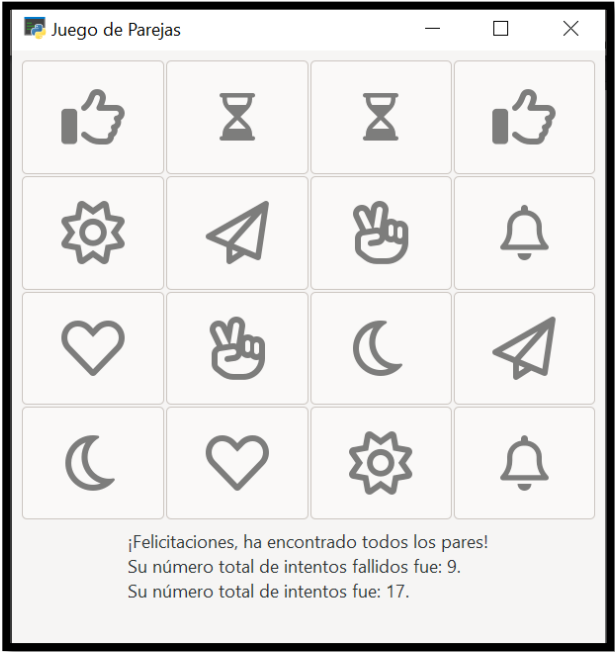 Juego de Parejas
¡Felicitaciones, ha encontrado todos los pares!
Su número total de intentos fallidos fue: 9.
Su número total de intentos fue: 17.